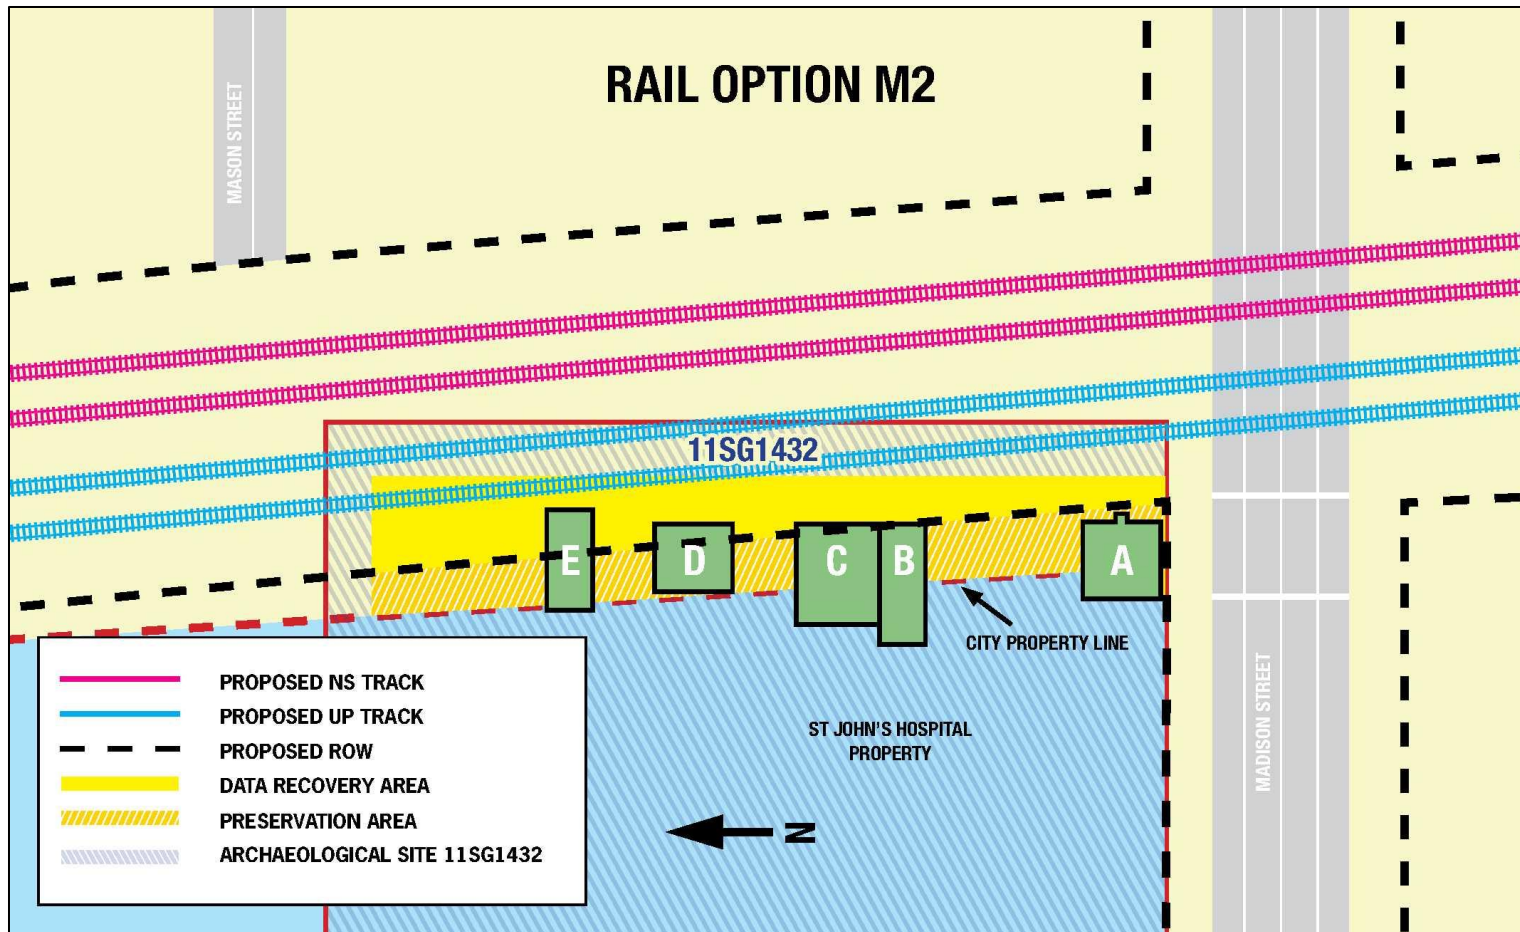 RAIL OPTION M2
MASON STREET
11SG1432
E
D
C
B
A
CITY PROPERTY LINE
ST JOHN'S HOSPITAL
PROPERTY
N
MADISON STREET
PROPOSED NS TRACK
PROPOSED UP TRACK
PROPOSED ROW
DATA RECOVERY AREA
PRESERVATION AREA
ARCHAEOLOGICAL SITE 11SG1432